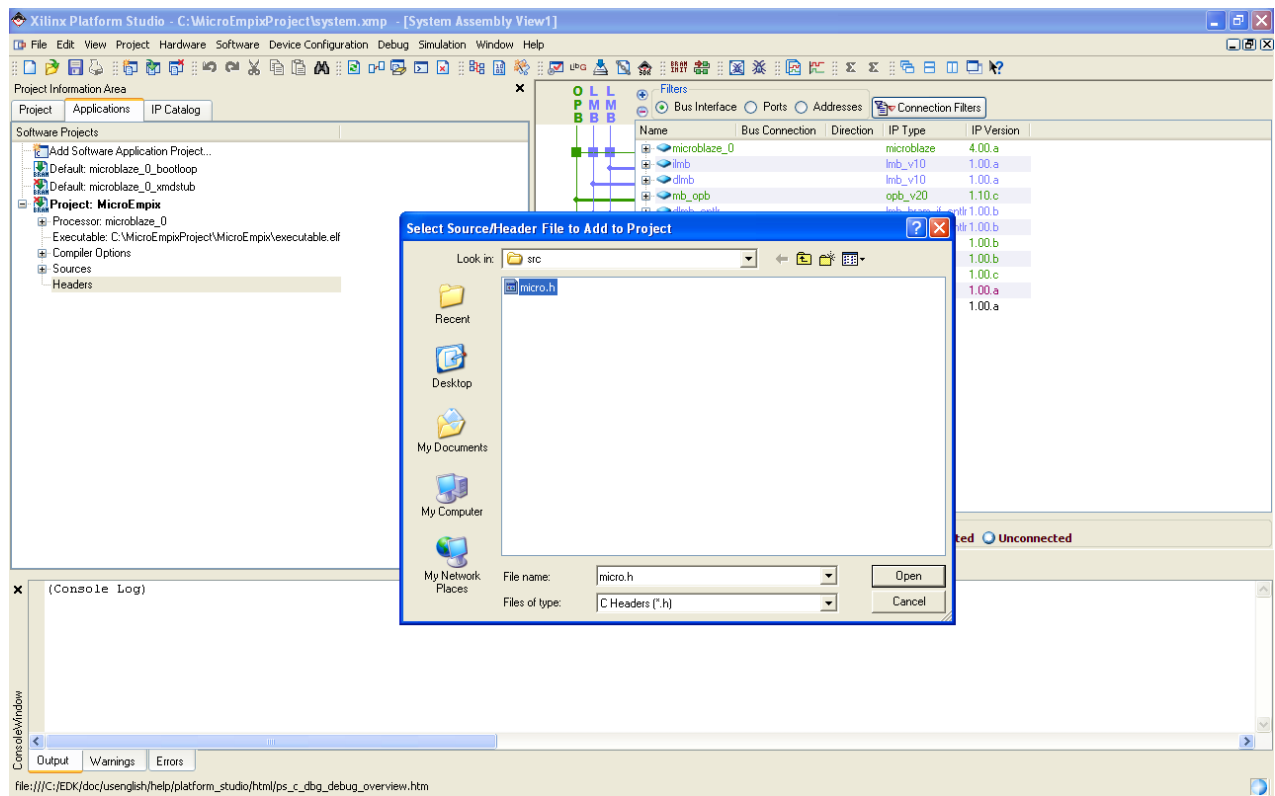 Xilinx Platform Studio - C:\MicroEmpixProject\system.xmp - [System Assembly View1]
File Edit View Project Hardware Software Device Configuration Debug Simulation Window Help
Project Information Area
Project Applications IP Catalog
Software Projects
Add Software Application Project...
Default: microblaze_0_bootloop
Default: microblaze_0_xmdstub
Project: MicroEmpix
Processor: microblaze_0
Executable: C:\MicroEmpixProject\MicroEmpix\executable.elf
Compiler Options
Sources
Headers
O L L
P M M
B B B
Filters
Bus Interface Ports Addresses Connection Filters
Name Bus Connection Direction IP Type IP Version
microblaze_0 microblaze 4.00.a
ilmb lmb_v10 1.00.a
dlmb lmb_v10 1.00.a
mb_opb opb_v20 1.10.c
1.00.b
1.00.b
1.00.b
1.00.b
1.00.c
1.00.a
1.00.a
Unconnected
Select Source/Header File to Add to Project
Look in: src
micro.h
Recent
Desktop
My Documents
My Computer
My Network
Places
File name: micro.h Open
Files of type: C Headers (*.h) Cancel
(Console Log)
ConsoleWindow
Output Warnings Errors
file:///C:/EDK/doc/usenglish/help/platform_studio/html/ps_c_dbg_debug_overview.htm